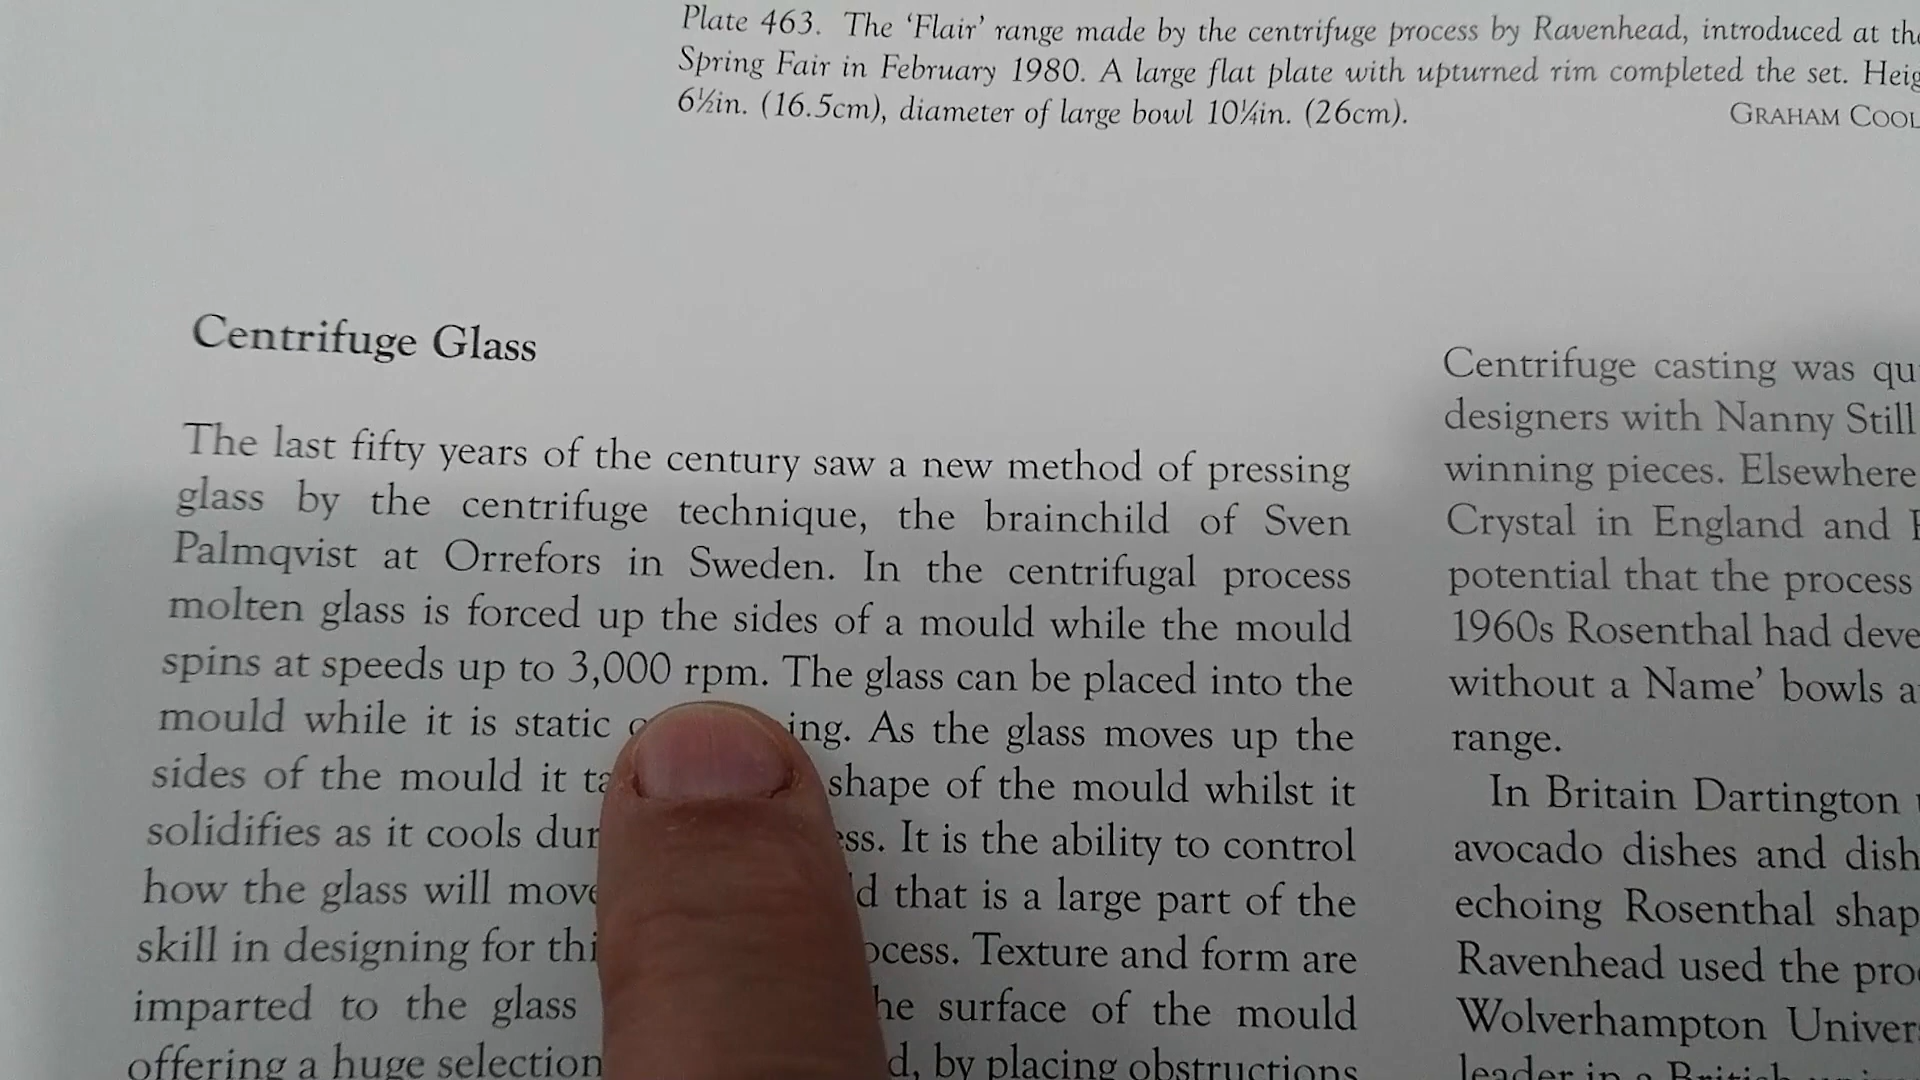 Plate 463. The ‘Flair’ range made by the centrifuge process by Ravenhead, introduced at the
Spring Fair in February 1980. A large flat plate with upturned rim completed the set.
6½in. (16.5cm), diameter of large bowl 10¼in. (26cm).
GRAHAM
Centrifuge Glass
The last fifty years of the century saw a new method of pressing
glass by the centrifuge technique, the brainchild of Sven
Palmqvist at Orrefors in Sweden. In the centrifugal process
molten glass is forced up the sides of a mould while the mould
spins at speeds up to 3,000 rpm. The glass can be placed into the
mould while it is static ing. As the glass moves up the
sides of the mould it shape of the mould whilst it
solidifies as it cools It is the ability to control
how the glass will that is a large part of the
skill in designing for Texture and form are
imparted to the glass surface of the mould
offering a huge selection by placing obstructions
Centrifuge casting was
designers with Nanny Still
winning pieces. Elsewhere
Crystal in England and
potential that the process
1960s Rosenthal had
without a Name’ bowls
range.
In Britain Dartington
avocado dishes and
echoing Rosenthal
Ravenhead used the
Wolverhampton
leader in a